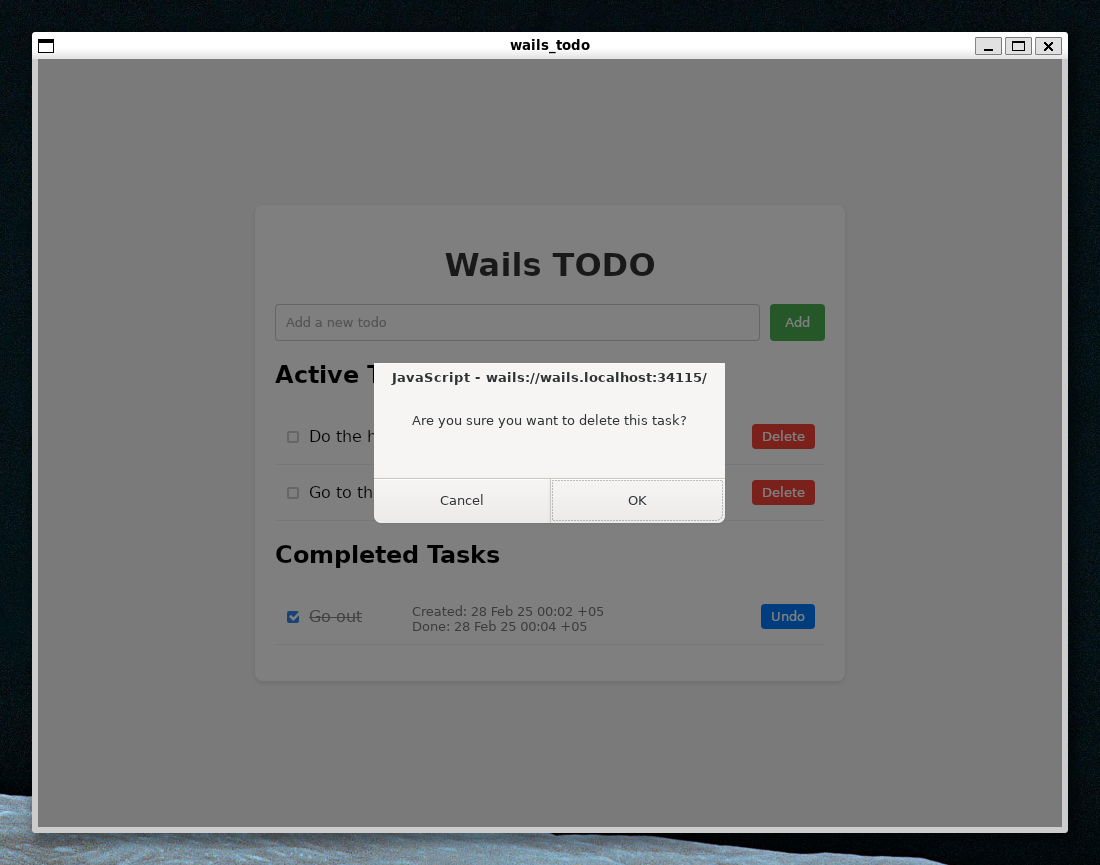 wails_todo
Wails TODO
Add a new todo
Add
Active T
JavaScript - wails://wails.localhost:34115/
Are you sure you want to delete this task?
Cancel
OK
Do the h
Delete
Go to th
Delete
Completed Tasks
Go out
Created: 28 Feb 25 00:02 +05
Done: 28 Feb 25 00:04 +05
Undo